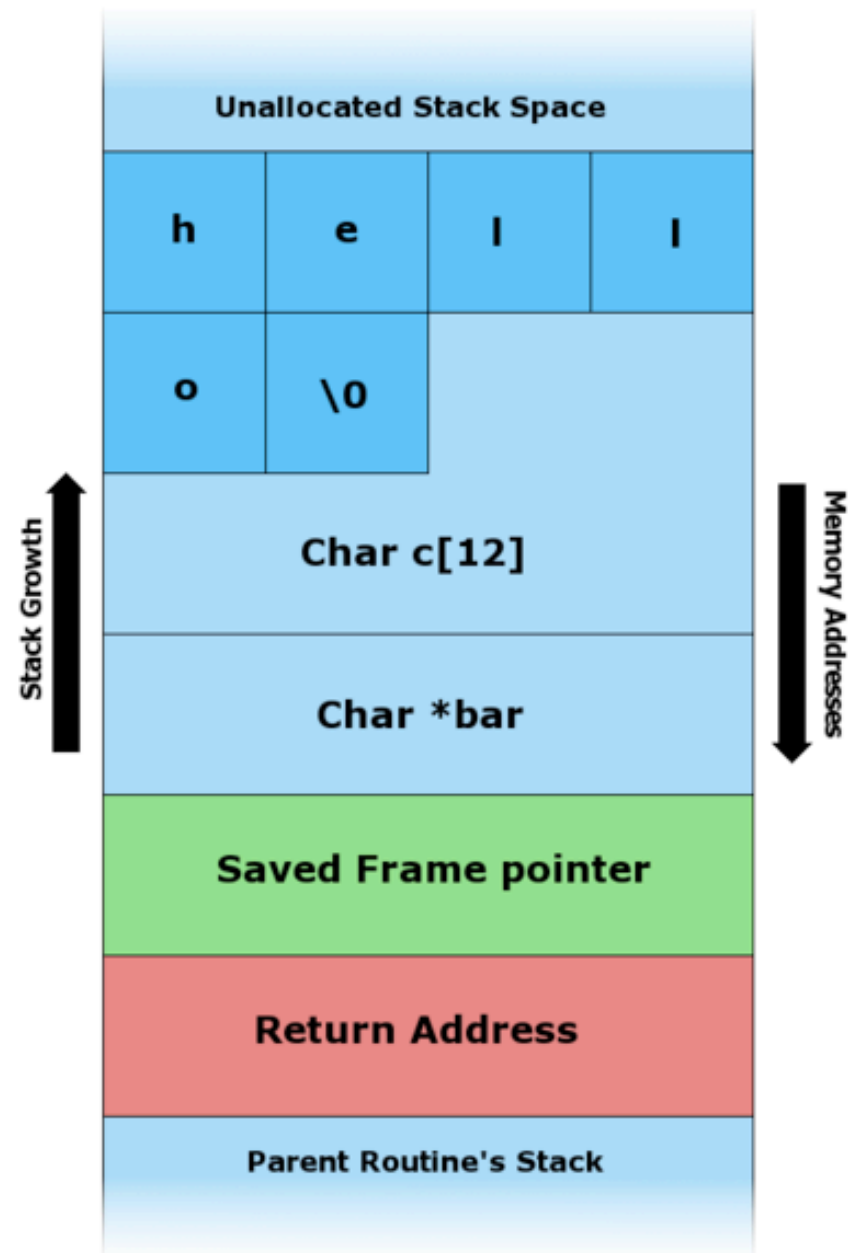 Unallocated Stack Space
h e l l
o \0
Stack Growth
Memory Addresses
Char c[12]
Char *bar
Saved Frame pointer
Return Address
Parent Routine's Stack